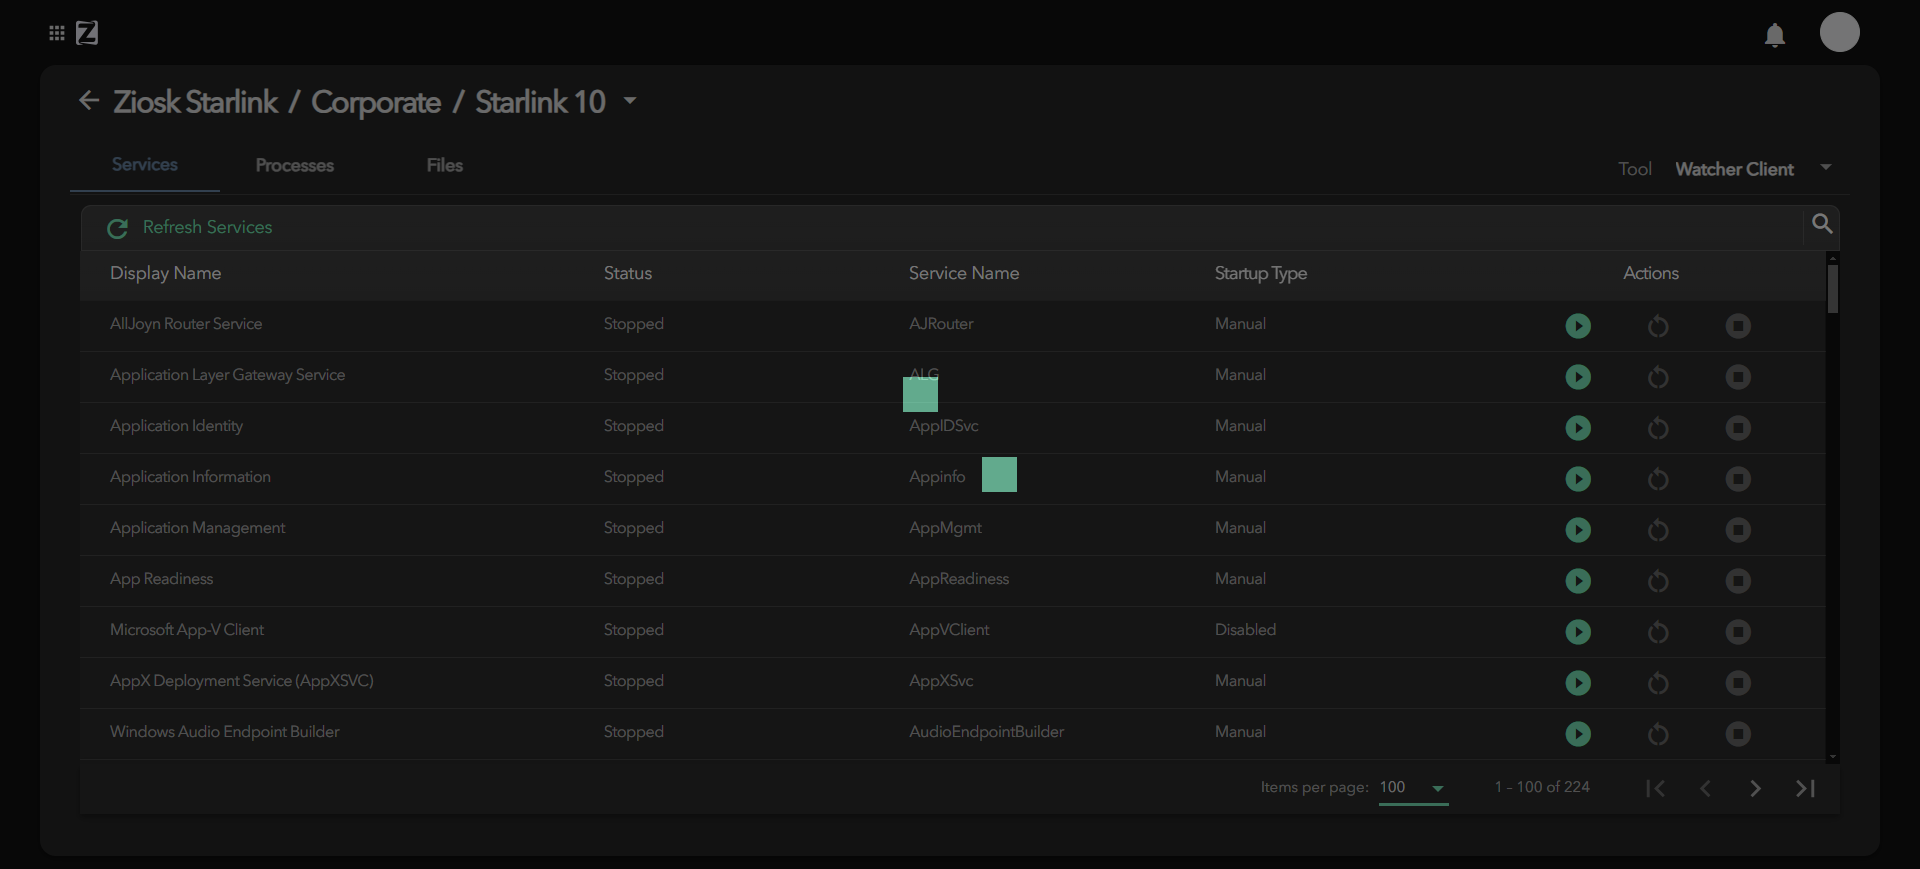 Z
Ziosk Starlink / Corporate / Starlink 10
Services Processes Files Tool Watcher Client
Refresh Services
Display Name Status Service Name Startup Type Actions
AllJoyn Router Service Stopped AJRouter Manual
Application Layer Gateway Service Stopped ALG Manual
Application Identity Stopped AppIDSvc Manual
Application Information Stopped Appinfo Manual
Application Management Stopped AppMgmt Manual
App Readiness Stopped AppReadiness Manual
Microsoft App-V Client Stopped AppVClient Disabled
AppX Deployment Service (AppXSVC) Stopped AppXSvc Manual
Windows Audio Endpoint Builder Stopped AudioEndpointBuilder Manual
Items per page: 100 1 - 100 of 224